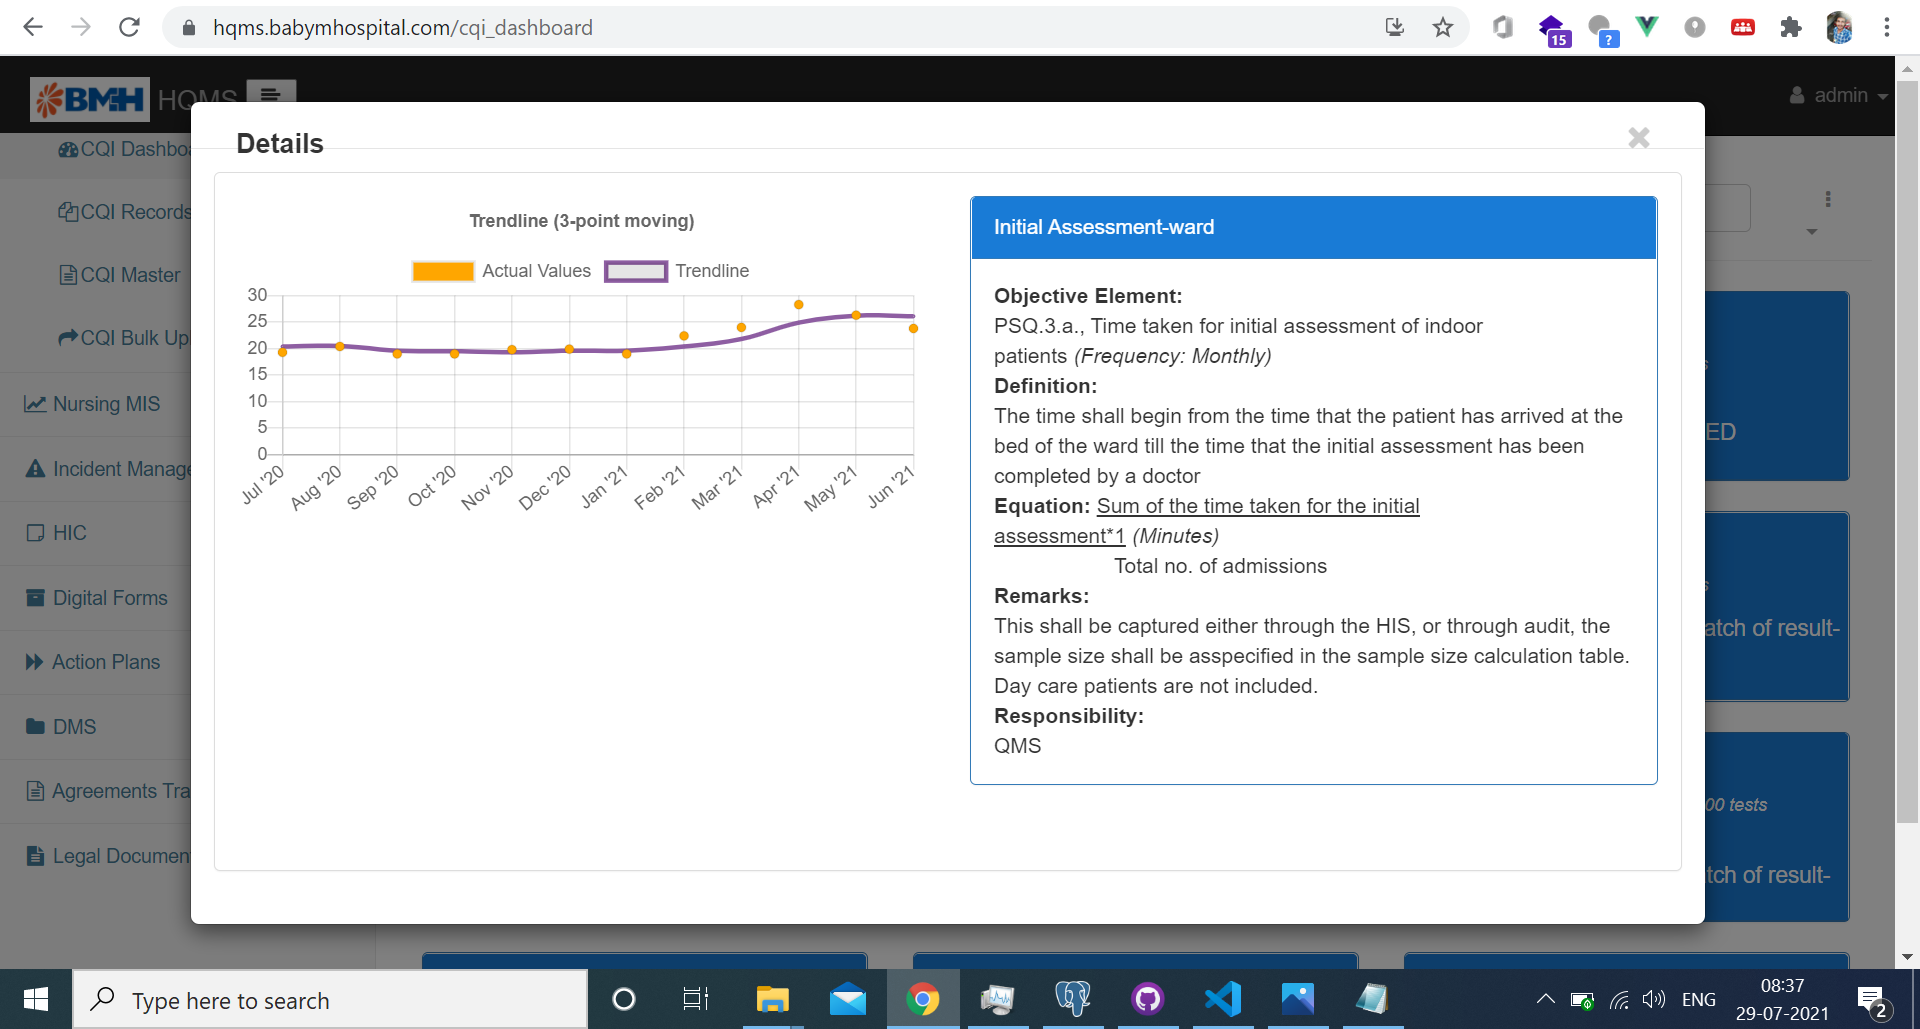 hqms.babymhospital.com/cqi_dashboard
15
?
BMH HQMS
admin
CQI Dashboa
CQI Records
CQI Master
CQI Bulk Up
Nursing MIS
Incident Manage
HIC
Digital Forms
Action Plans
DMS
Agreements Tra
Legal Documen
Details
Trendline (3-point moving)
Actual Values Trendline
30
25
20
15
10
5
0
Jul '20 Aug '20 Sep '20 Oct '20 Nov '20 Dec '20 Jan '21 Feb '21 Mar '21 Apr '21 May '21 Jun '21
Initial Assessment-ward
Objective Element:
PSQ.3.a., Time taken for initial assessment of indoor
patients (Frequency: Monthly)
Definition:
The time shall begin from the time that the patient has arrived at the
bed of the ward till the time that the initial assessment has been
completed by a doctor
Equation: Sum of the time taken for the initial
assessment*1 (Minutes)
Total no. of admissions
Remarks:
This shall be captured either through the HIS, or through audit, the
sample size shall be asspecified in the sample size calculation table.
Day care patients are not included.
Responsibility:
QMS
s
ED
s
atch of result-
00 tests
tch of result-
Type here to search
ENG
08:37
29-07-2021
2